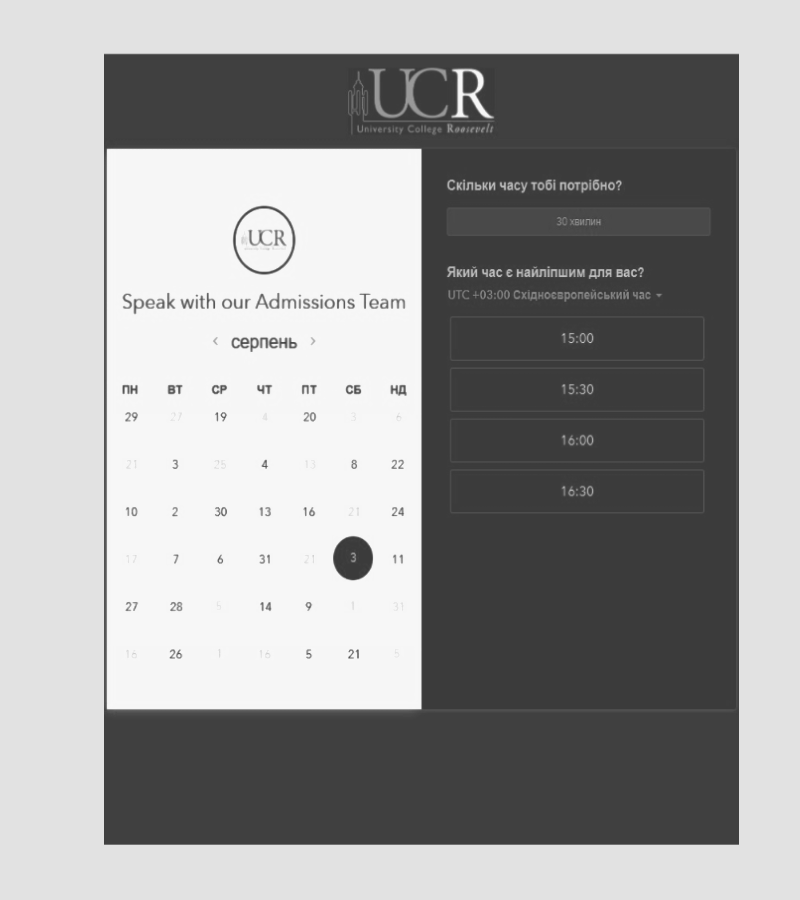 UCR
University College Roosevelt
UCR
Speak with our Admissions Team
< серпень >
ПН ВТ СР ЧТ ПТ СБ НД
29 27 19 4 20 3 6
21 3 25 4 13 8 22
10 2 30 13 16 21 24
17 7 6 31 21 3 11
27 28 5 14 9 1 31
16 26 1 16 5 21 5
Скільки часу тобі потрібно?
30 хвилин
Який час є найліпшим для вас?
UTC +03:00 Східноєвропейський час
15:00
15:30
16:00
16:30